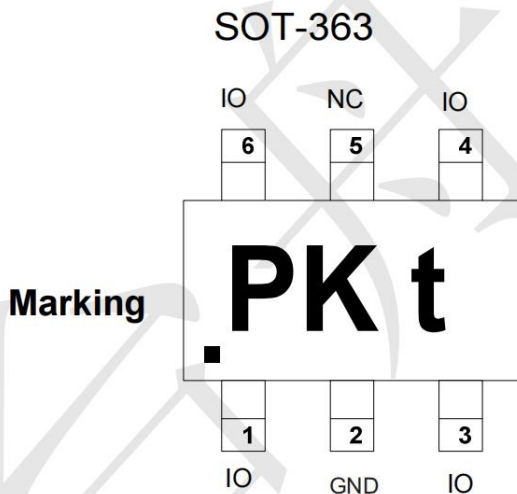 SOT-363
IO NC IO
6 5 4
Marking
.PK t
1 2 3
IO GND IO